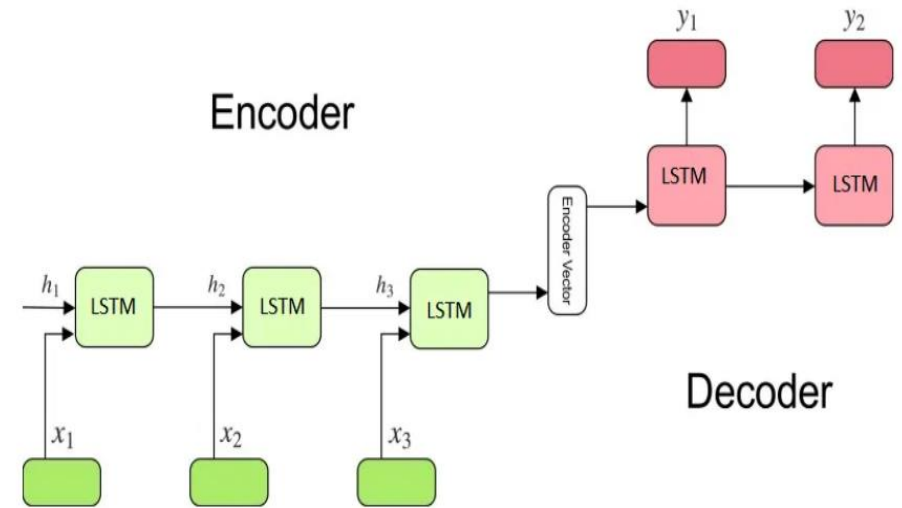 y1
y2
Encoder
LSTM
LSTM
Encoder Vector
h1
LSTM
h2
LSTM
h3
LSTM
Decoder
x1
x2
x3